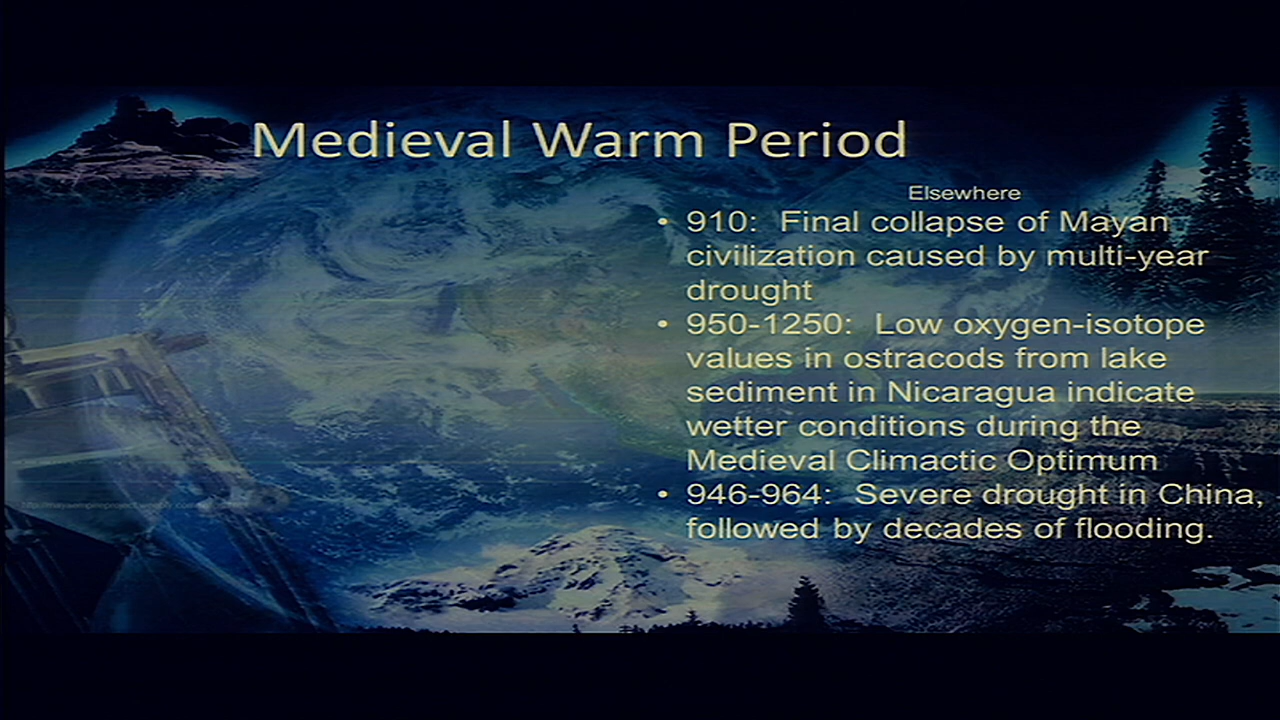 Medieval Warm Period
Elsewhere
• 910: Final collapse of Mayan
civilization caused by multi-year
drought
• 950-1250: Low oxygen-isotope
values in ostracods from lake
sediment in Nicaragua indicate
wetter conditions during the
Medieval Climactic Optimum
• 946-964: Severe drought in China,
followed by decades of flooding.